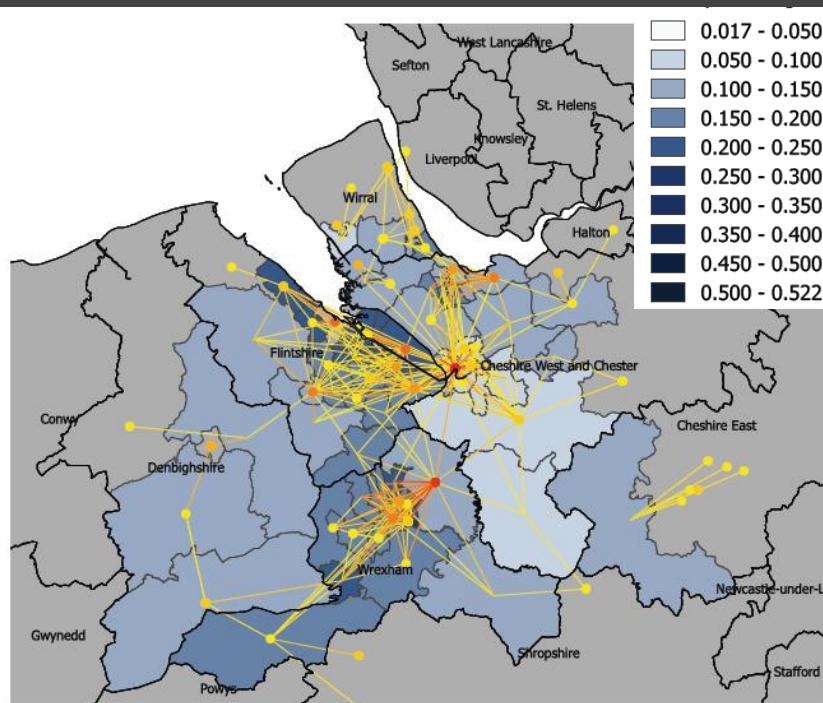 0.017 - 0.050
0.050 - 0.100
0.100 - 0.150
0.150 - 0.200
0.200 - 0.250
0.250 - 0.300
0.300 - 0.350
0.350 - 0.400
0.450 - 0.500
0.500 - 0.522
West Lancashire
Sefton
St. Helens
Knowsley
Liverpool
Wirral
Halton
Flintshire
Cheshire West and Chester
Conwy
Cheshire East
Denbighshire
Wrexham
Newcastle-under-L
Gwynedd
Shropshire
Stafford
Powys